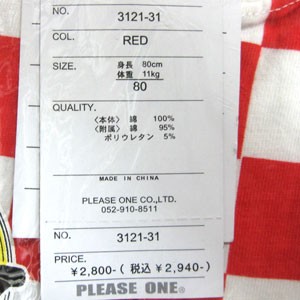 NO. 3121-31
COL. RED
SIZE. 身長 80cm
体重 11kg
80
QUALITY.
〈本体〉 綿 100%
〈附属〉 綿 95%
ポリウレタン 5%
MADE IN CHINA
PLEASE ONE CO.,LTD.
052-910-8511
NO. 3121-31
PRICE.
¥2,800-(税込 ¥2,940-)
PLEASE ONE®